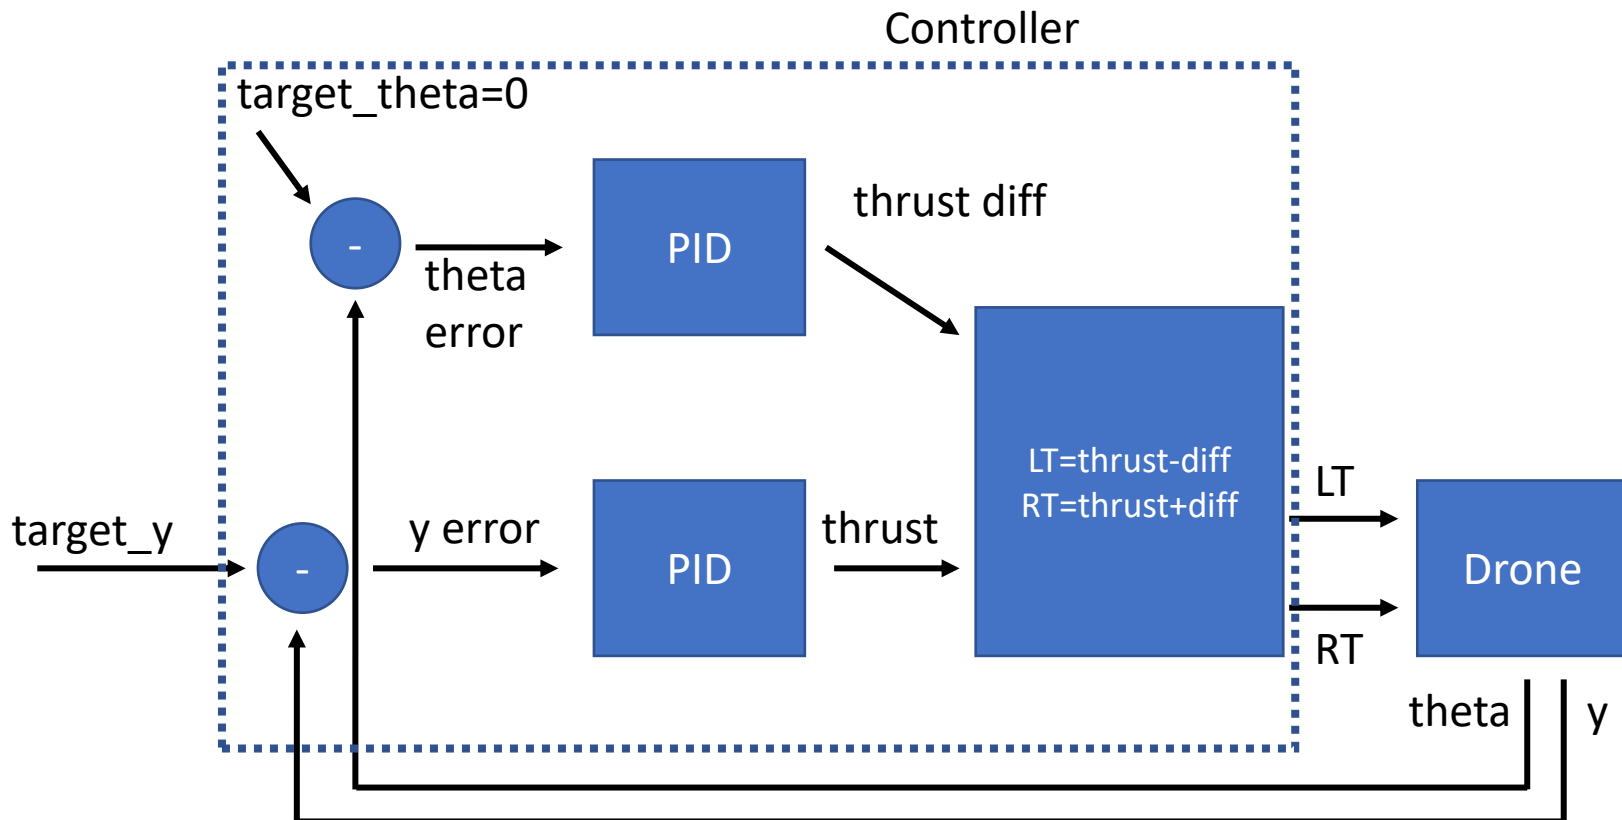 Controller
target_theta=0
-
theta
error
PID
thrust diff
target_y
-
y error
PID
thrust
LT=thrust-diff
RT=thrust+diff
LT
RT
Drone
theta
y